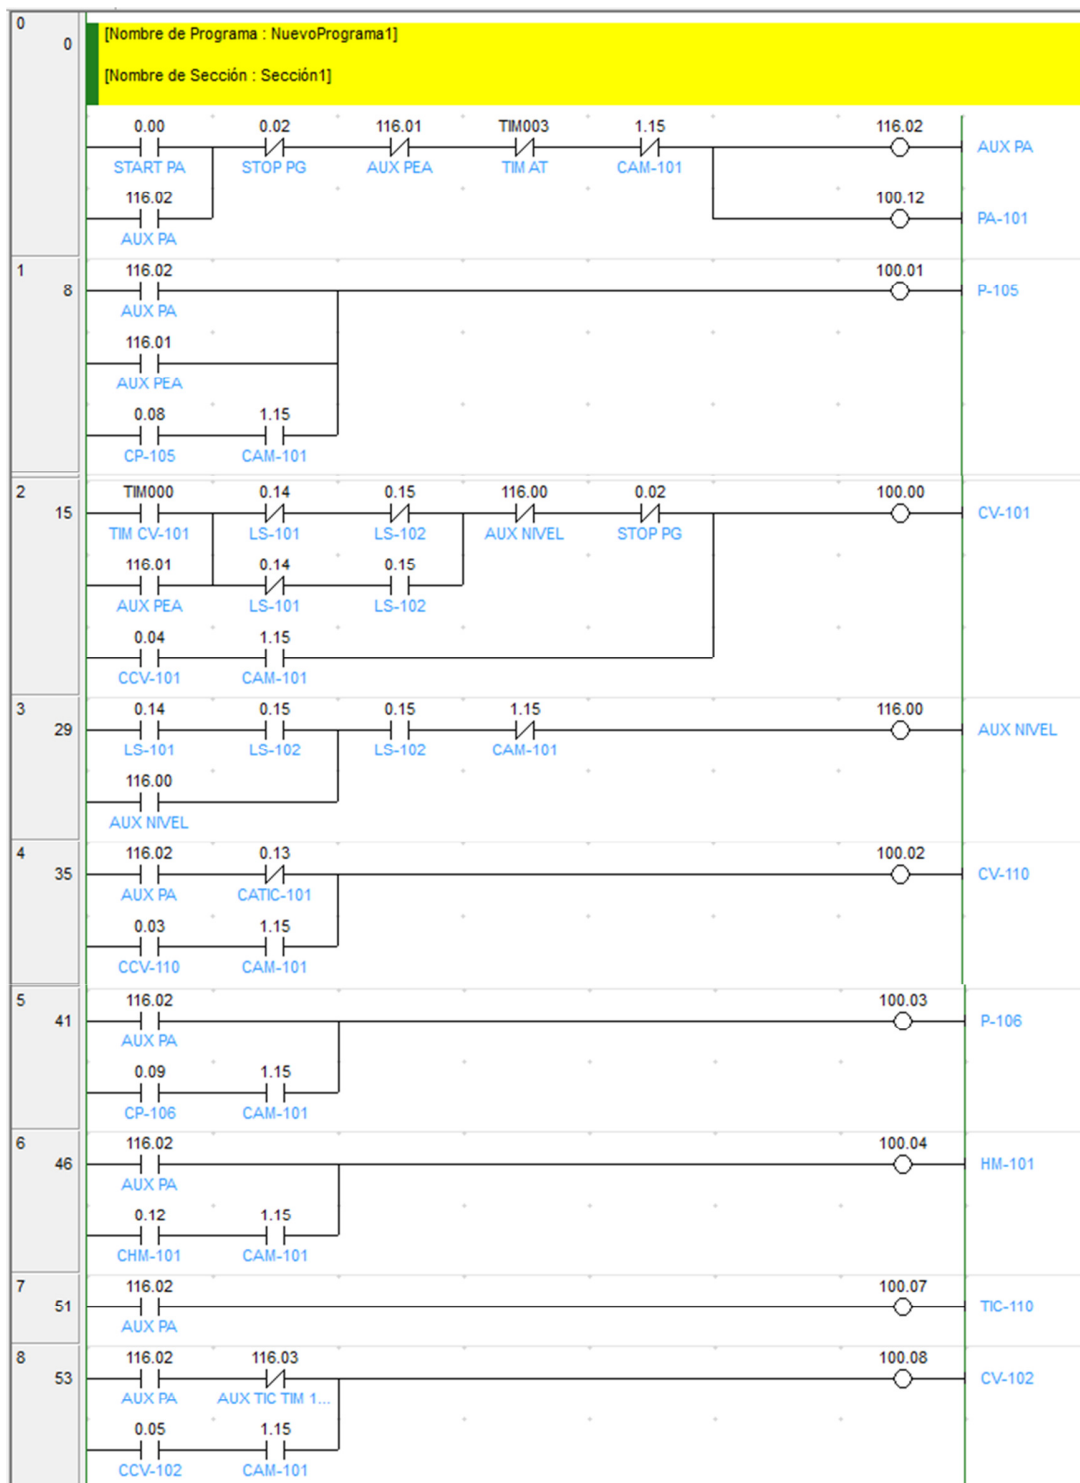 0
0
[Nombre de Programa : NuevoPrograma1]
[Nombre de Sección : Sección1]
0.00 0.02 116.01 TIM003 1.15 116.02
AUX PA
START PA STOP PG AUX PEA TIM AT CAM-101
116.02 100.12
PA-101
AUX PA
1
116.02 100.01
8 P-105
AUX PA
116.01
AUX PEA
0.08 1.15
CP-105 CAM-101
2
TIM000 0.14 0.15 116.00 0.02 100.00
15 CV-101
TIM CV-101 LS-101 LS-102 AUX NIVEL STOP PG
116.01 0.14 0.15
AUX PEA LS-101 LS-102
0.04 1.15
CCV-101 CAM-101
3
0.14 0.15 0.15 1.15 116.00
29 AUX NIVEL
LS-101 LS-102 LS-102 CAM-101
116.00
AUX NIVEL
4
116.02 0.13 100.02
35 CV-110
AUX PA CATIC-101
0.03 1.15
CCV-110 CAM-101
5
116.02 100.03
41 P-106
AUX PA
0.09 1.15
CP-106 CAM-101
6
116.02 100.04
46 HM-101
AUX PA
0.12 1.15
CHM-101 CAM-101
7
116.02 100.07
51 TIC-110
AUX PA
8
116.02 116.03 100.08
53 CV-102
AUX PA AUX TIC TIM 1...
0.05 1.15
CCV-102 CAM-101